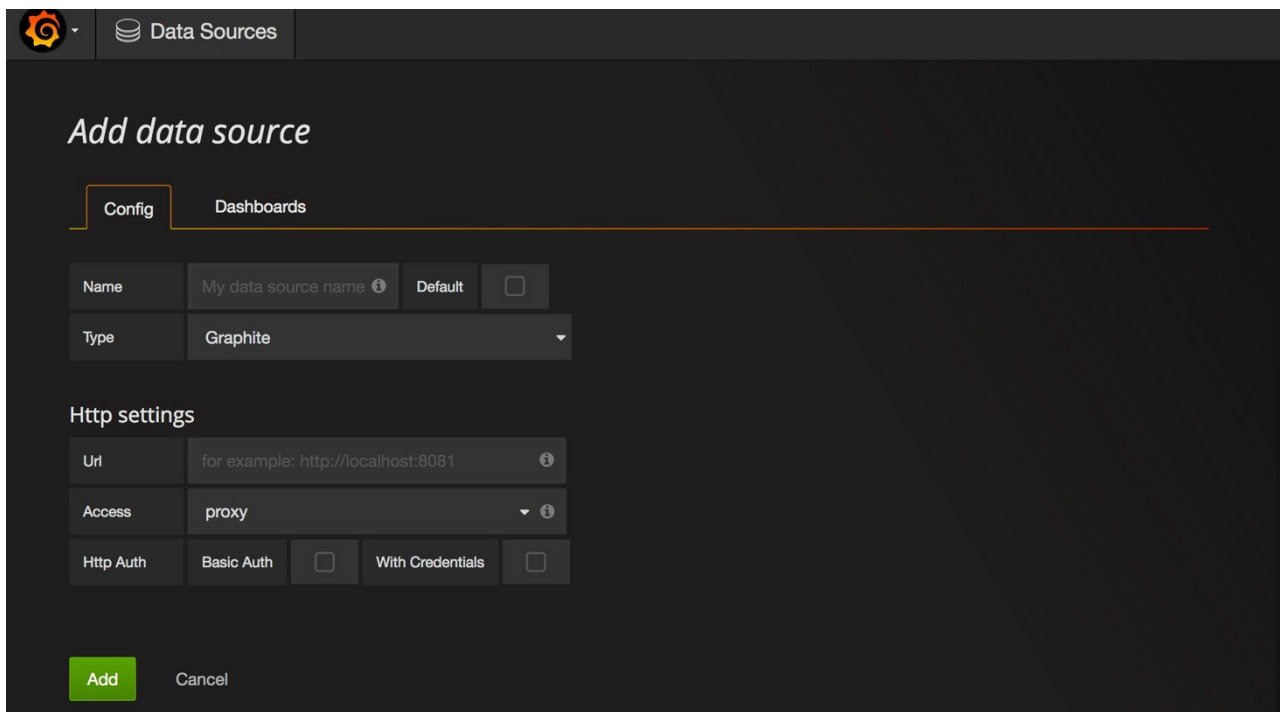 Data Sources
Add data source
Config Dashboards
Name My data source name Default
Type Graphite
Http settings
Url for example: http://localhost:8081
Access proxy
Http Auth Basic Auth With Credentials
Add Cancel